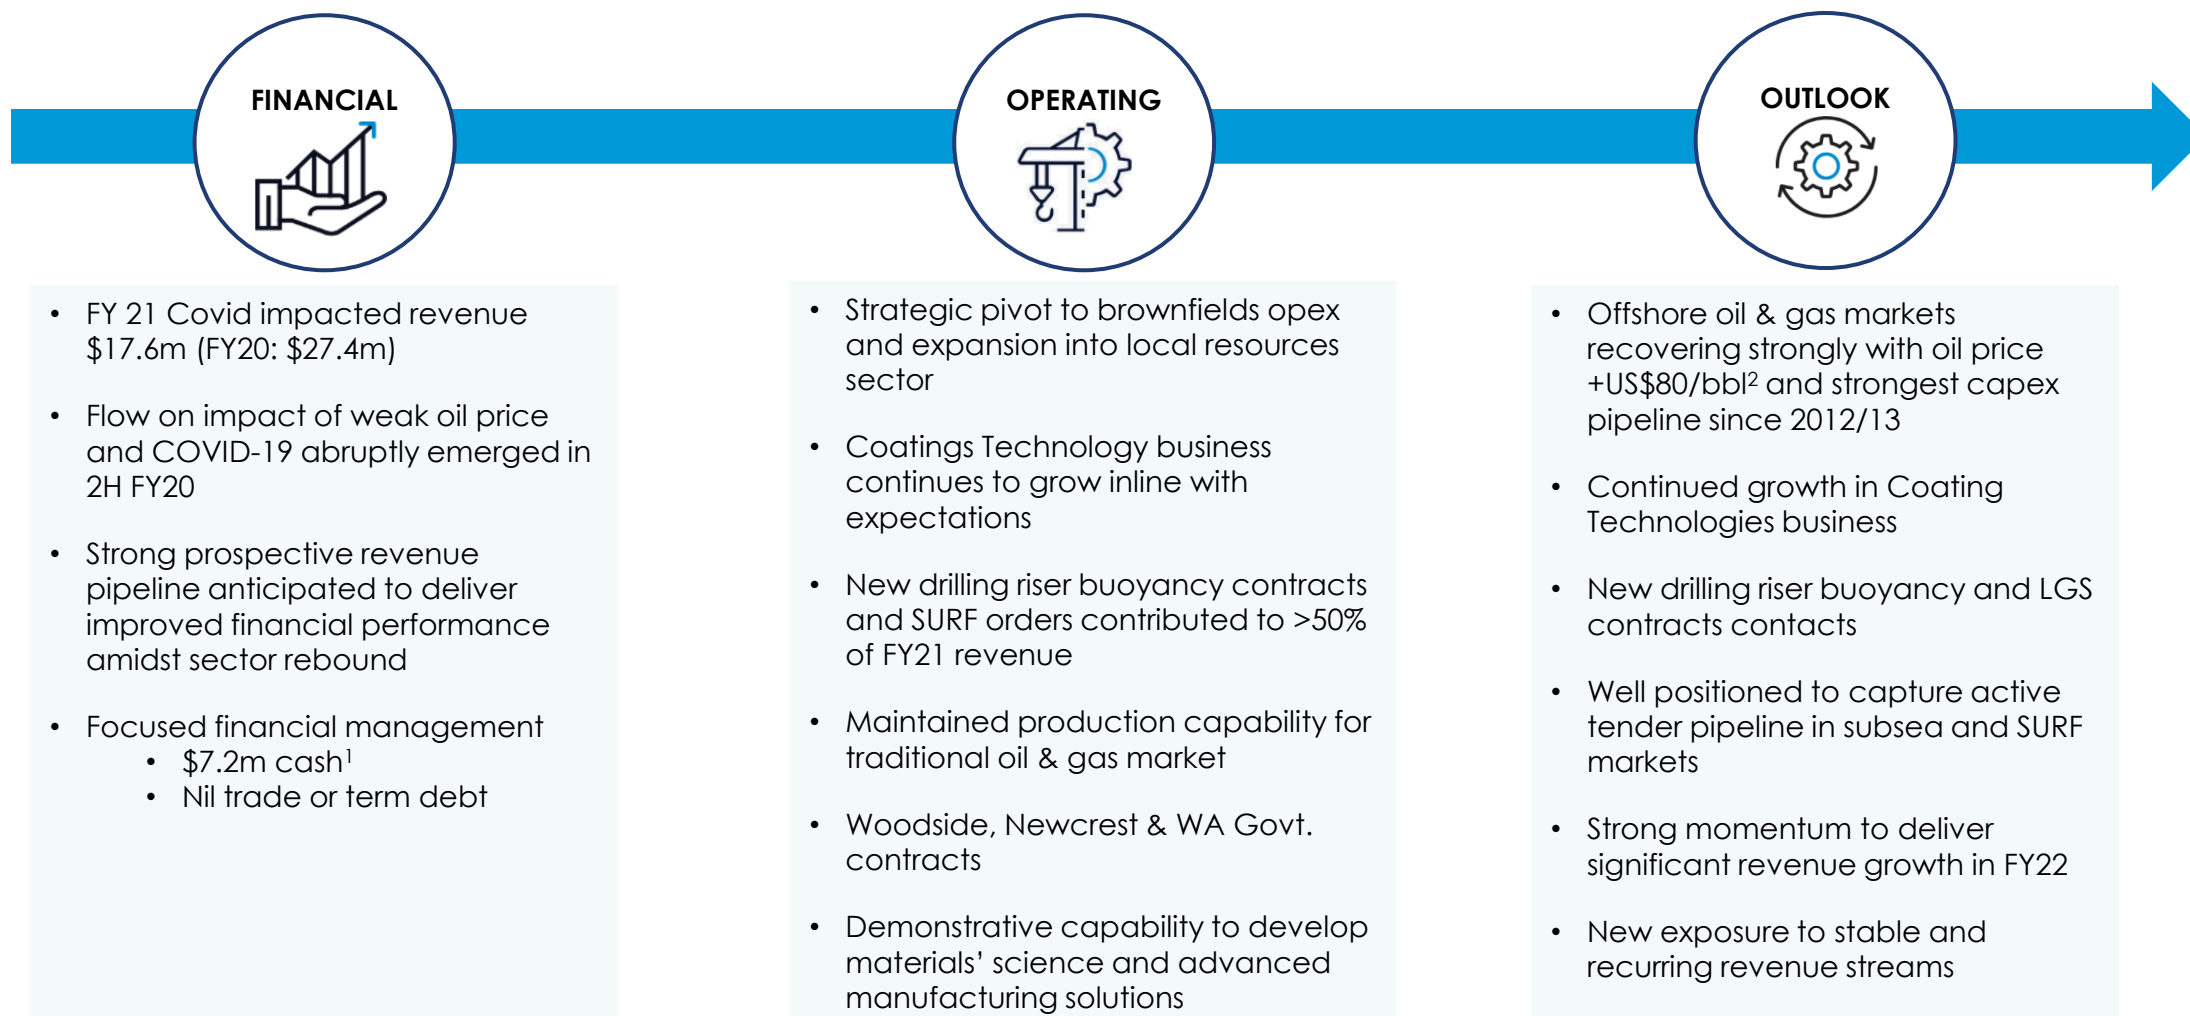 FINANCIAL
• FY 21 Covid impacted revenue
$17.6m (FY20: $27.4m)
• Flow on impact of weak oil price
and COVID-19 abruptly emerged in
2H FY20
• Strong prospective revenue
pipeline anticipated to deliver
improved financial performance
amidst sector rebound
• Focused financial management
• $7.2m cash¹
• Nil trade or term debt
OPERATING
• Strategic pivot to brownfields opex
and expansion into local resources
sector
• Coatings Technology business
continues to grow inline with
expectations
• New drilling riser buoyancy contracts
and SURF orders contributed to >50%
of FY21 revenue
• Maintained production capability for
traditional oil & gas market
• Woodside, Newcrest & WA Govt.
contracts
• Demonstrative capability to develop
materials’ science and advanced
manufacturing solutions
OUTLOOK
• Offshore oil & gas markets
recovering strongly with oil price
+US$80/bbl² and strongest capex
pipeline since 2012/13
• Continued growth in Coating
Technologies business
• New drilling riser buoyancy and LGS
contracts contacts
• Well positioned to capture active
tender pipeline in subsea and SURF
markets
• Strong momentum to deliver
significant revenue growth in FY22
• New exposure to stable and
recurring revenue streams